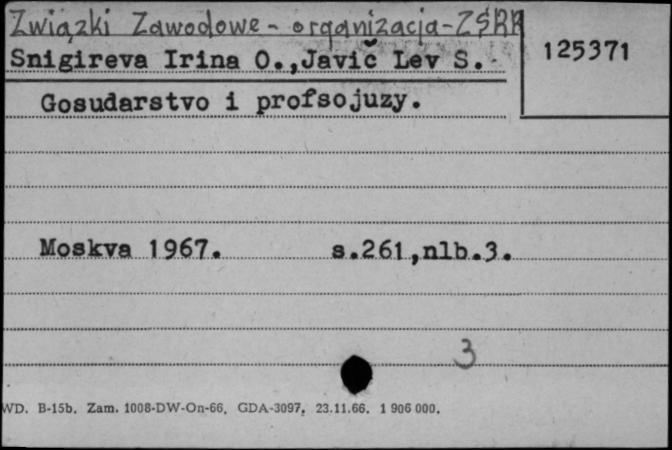 Związki Zawodowe - organizacja - ZSRR
125371
Snigireva Irina O., Javič Lev S.
Gosudarstvo i profsojuzy.
Moskva 1967. s.261,nlb.3.
3
WD. B-15b. Zam. 1008-DW-On-66. GDA-3097. 23.11.66. 1 906 000.